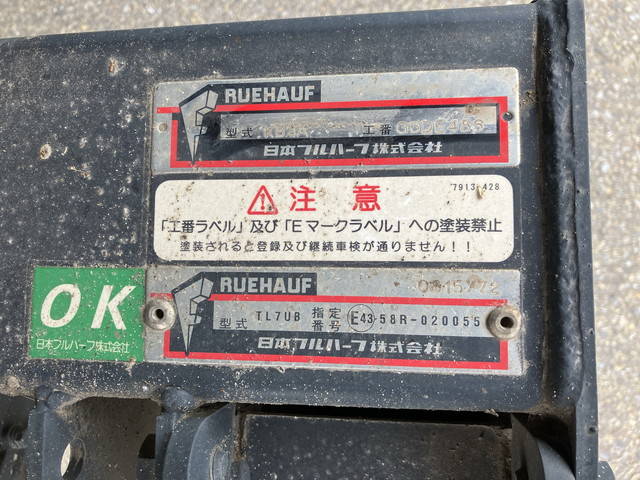 FRUEHAUF
型式
工番
日本フルハーフ株式会社
注意
7913-428
「工番ラベル」及び「Eマークラベル」への塗装禁止
塗装されると登録及び継続車検が通りません!!
FRUEHAUF
型式 TL7UB 指定番号 E43-58R-020055
日本フルハーフ株式会社
OK
日本フルハーフ株式会社